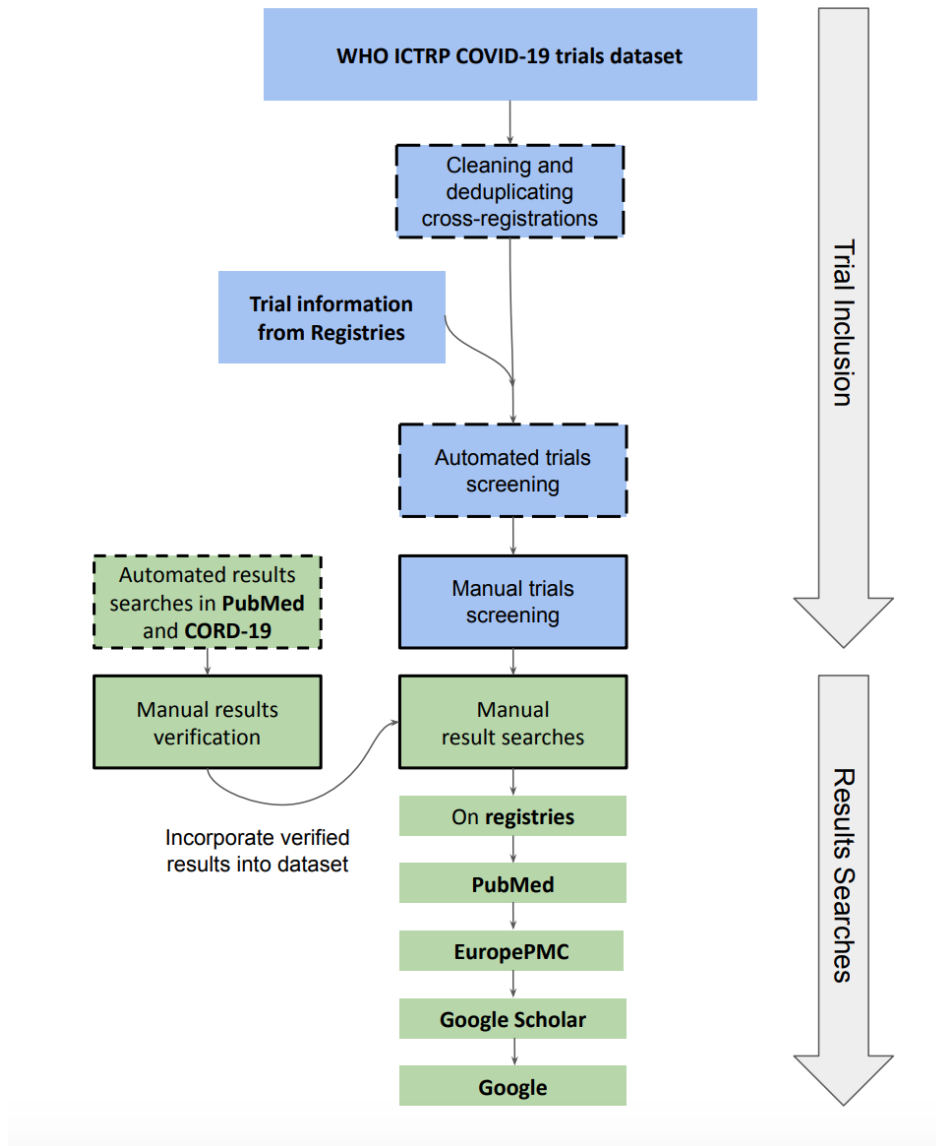 WHO ICTRP COVID-19 trials dataset
Cleaning and
deduplicating
cross-registrations
Trial information
from Registries
Automated trials
screening
Manual trials
screening
Trial Inclusion
Automated results
searches in PubMed
and CORD-19
Manual results
verification
Incorporate verified
results into dataset
Manual
result searches
On registries
PubMed
EuropePMC
Google Scholar
Google
Results Searches